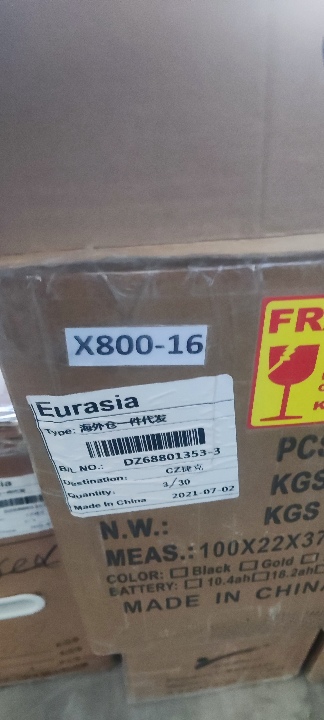 X800-16
FR
Eurasia
Type: 海外仓一件代发
B/L NO.: DZ68801353-3
Destination: CZ捷克
Quantity: 3/30
Made In China 2021-07-02
PCS
KGS
N.W.: KGS
MEAS.:100X22X37
COLOR: Black Gold
BATTERY: 10.4ah 18.2ah
MADE IN CHINA